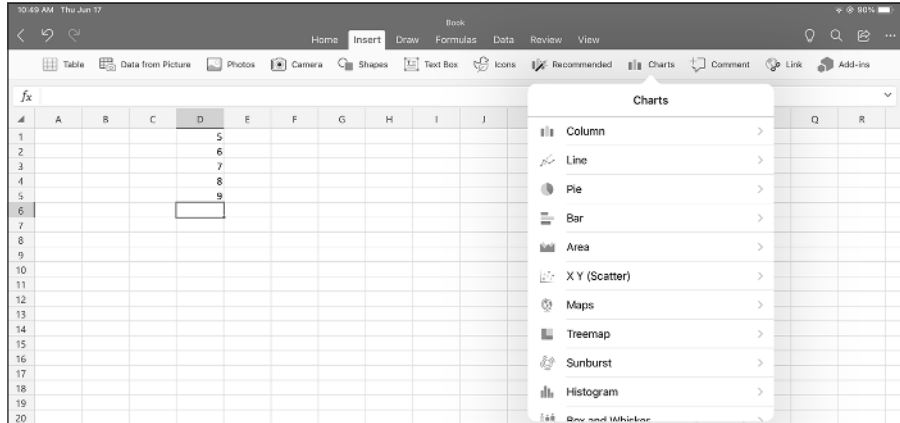 10:49 AM Thu Jun 17
90%
Book
Home Insert Draw Formulas Data Review View
Table Data from Picture Photos Camera Shapes Text Box Icons Recommended Charts Comment Link Add-ins
fx
Charts
A B C D E F G H I J Q R
1 5
2 6
3 7
4 8
5 9
6
7
8
9
10
11
12
13
14
15
16
17
18
19
20
Column
Line
Pie
Bar
Area
X Y (Scatter)
Maps
Treemap
Sunburst
Histogram
Box and Whisker